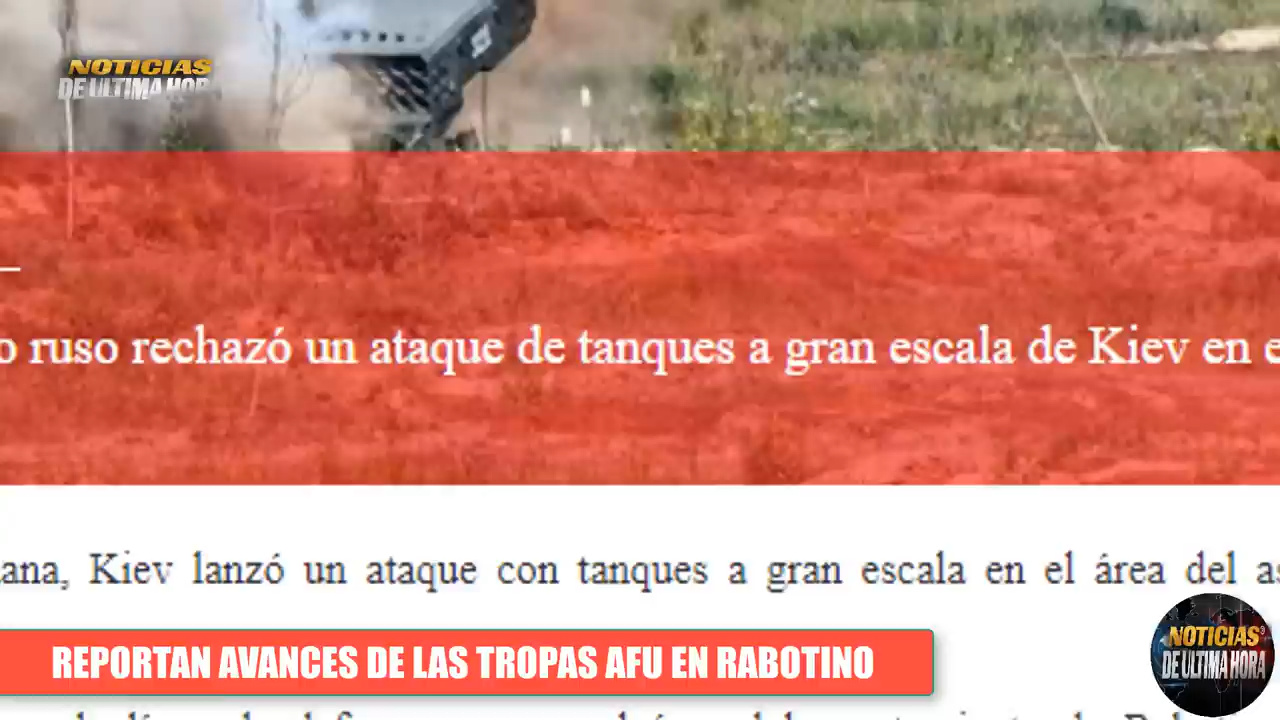 NOTICIAS
DE ULTIMA HOR
o ruso rechazó un ataque de tanques a gran escala de Kiev en e
ana, Kiev lanzó un ataque con tanques a gran escala en el área del as
NOTICIAS
DE ULTIMA HORA
REPORTAN AVANCES DE LAS TROPAS AFU EN RABOTINO